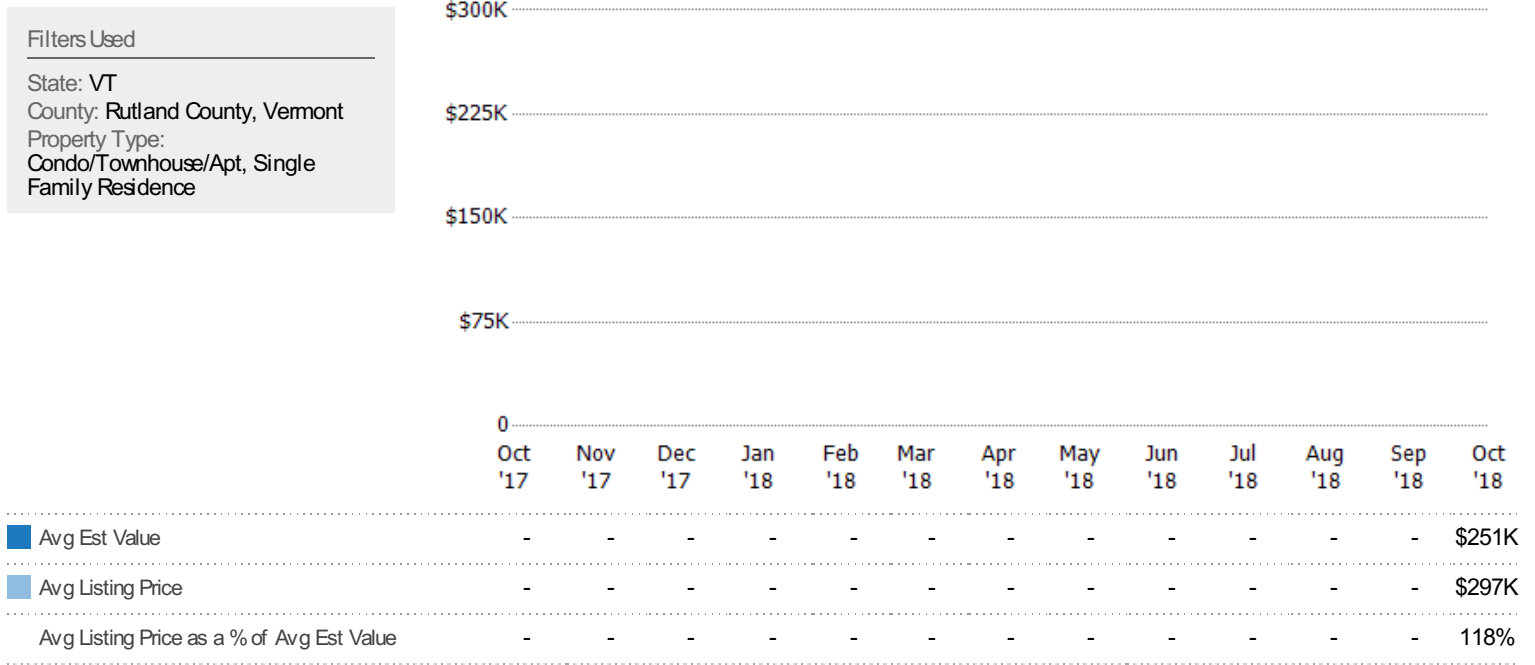 Filters Used
State: VT
County: Rutland County, Vermont
Property Type:
Condo/Townhouse/Apt, Single
Family Residence
$300K
$225K
$150K
$75K
0
Oct Nov Dec Jan Feb Mar Apr May Jun Jul Aug Sep Oct
'17 '17 '17 '18 '18 '18 '18 '18 '18 '18 '18 '18 '18
Avg Est Value - - - - - - - - - - - - $251K
Avg Listing Price - - - - - - - - - - - - $297K
Avg Listing Price as a % of Avg Est Value - - - - - - - - - - - - 118%